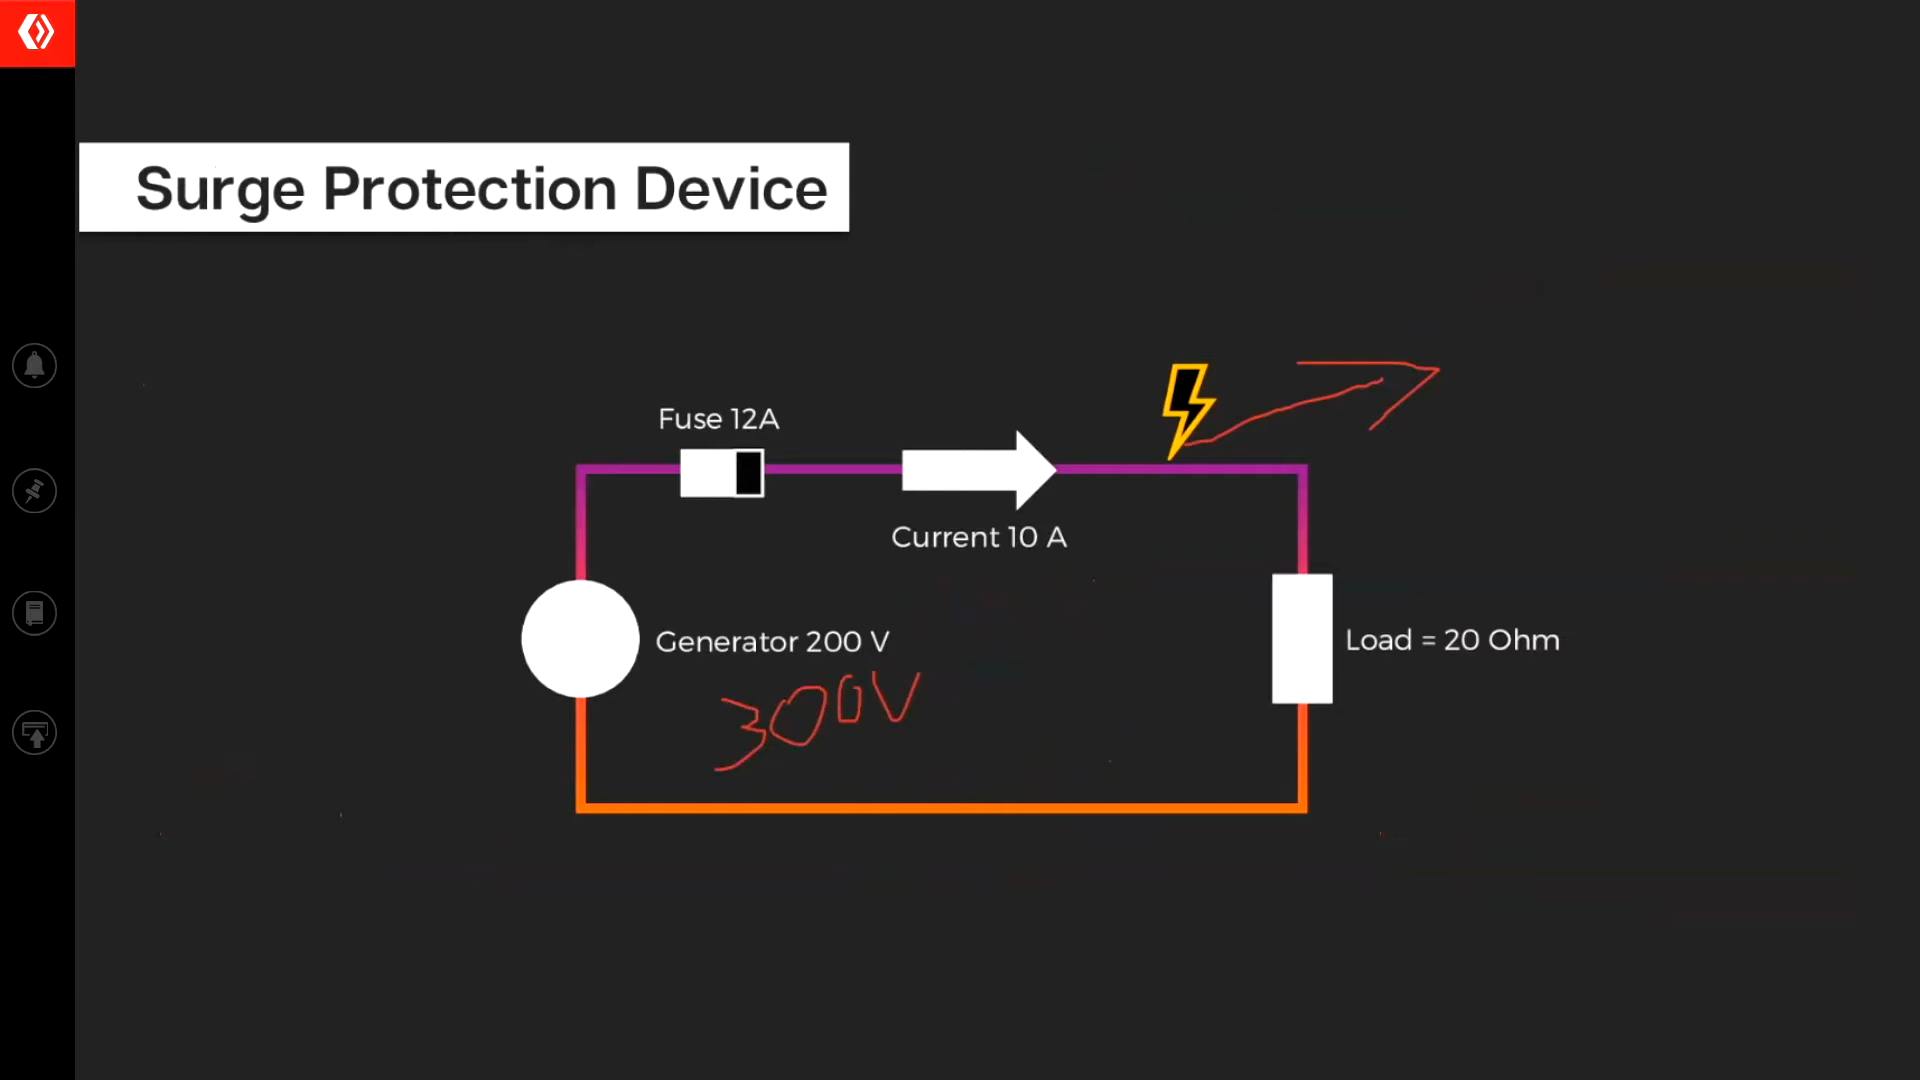 Surge Protection Device
Fuse 12A
Current 10 A
Generator 200 V
300V
Load = 20 Ohm